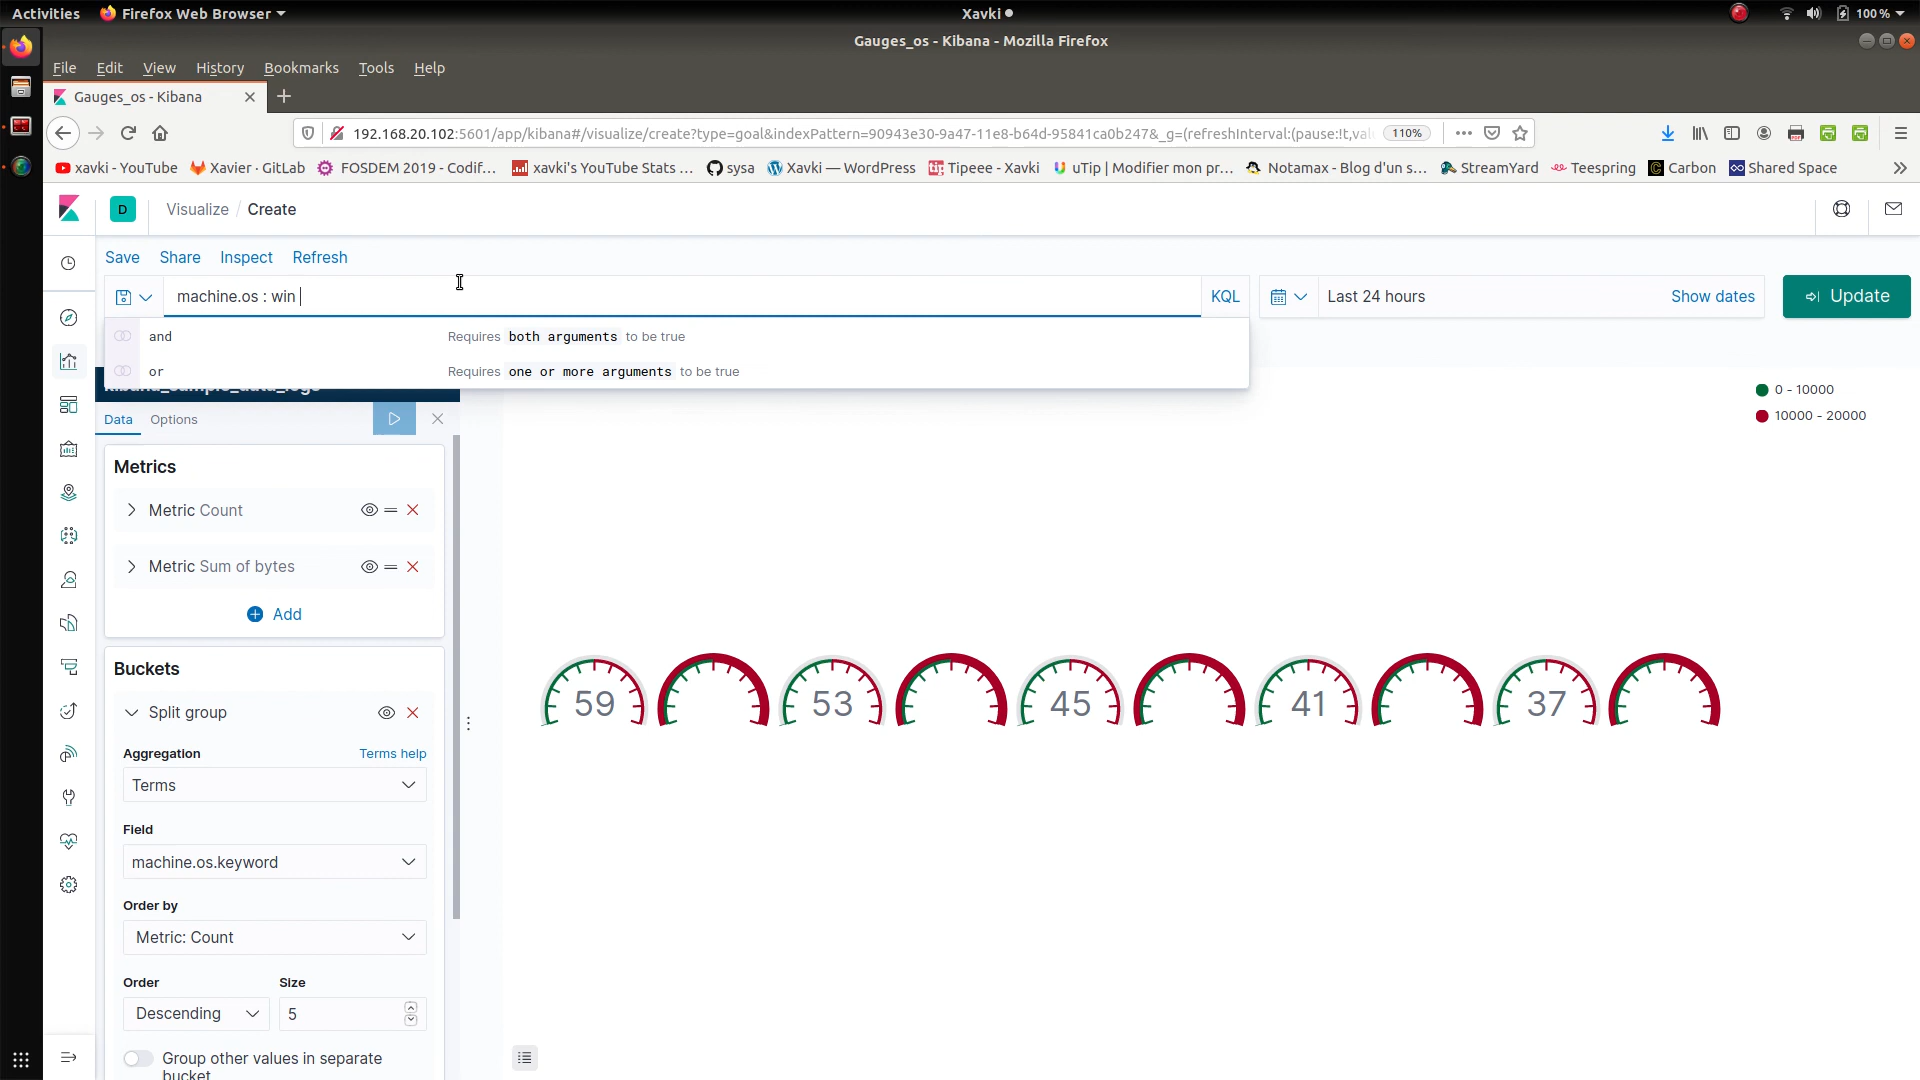 Activities Firefox Web Browser Xavki 100 %
Gauges_os - Kibana - Mozilla Firefox
File Edit View History Bookmarks Tools Help
Gauges_os - Kibana
192.168.20.102:5601/app/kibana#/visualize/create?type=goal&indexPattern=90943e30-9a47-11e8-b64d-95841ca0b247&_g=(refreshInterval:(pause:!t,valu 110%
xavki - YouTube Xavier · GitLab FOSDEM 2019 - Codif... xavki's YouTube Stats ... sysa Xavki — WordPress Tipeee - Xavki uTip | Modifier mon pr... Notamax - Blog d'un s... StreamYard Teespring Carbon Shared Space
D Visualize / Create
Save Share Inspect Refresh
machine.os : win KQL Last 24 hours Show dates Update
and Requires both arguments to be true
or Requires one or more arguments to be true
0 - 10000
10000 - 20000
Data Options
Metrics
Metric Count
Metric Sum of bytes
Add
Buckets
Split group
Aggregation Terms help
Terms
Field
machine.os.keyword
Order by
Metric: Count
Order Size
Descending 5
Group other values in separate
bucket
59 53 45 41 37